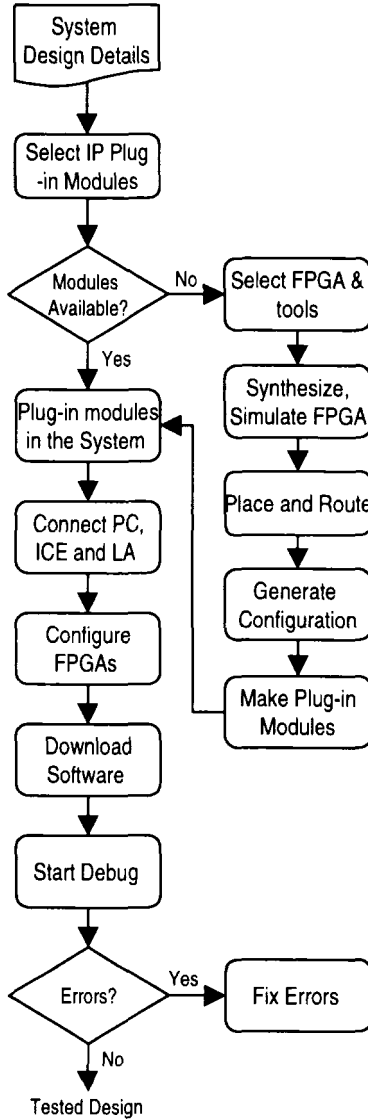 System
Design Details
Select IP Plug
-in Modules
Modules
Available?
No
Yes
Select FPGA &
tools
Synthesize,
Simulate FPGA
Place and Route
Generate
Configuration
Make Plug-in
Modules
Plug-in modules
in the System
Connect PC,
ICE and LA
Configure
FPGAs
Download
Software
Start Debug
Errors?
Yes
Fix Errors
No
Tested Design